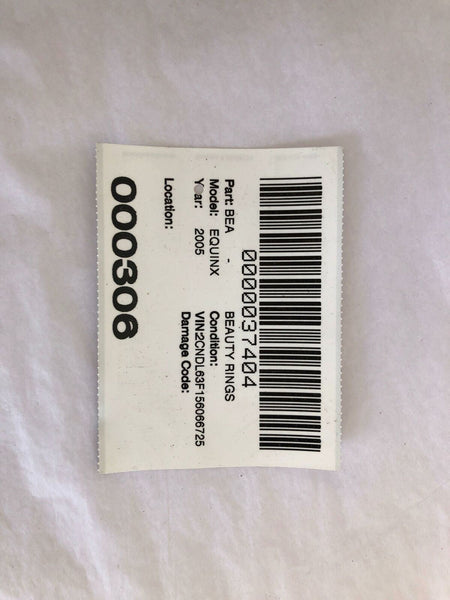 0000037404
Part: BEA - BEAUTY RINGS
Model: EQUINX Condition:
Year: 2005 VIN:2CNDL63F156066725
Damage Code:
Location:
000306